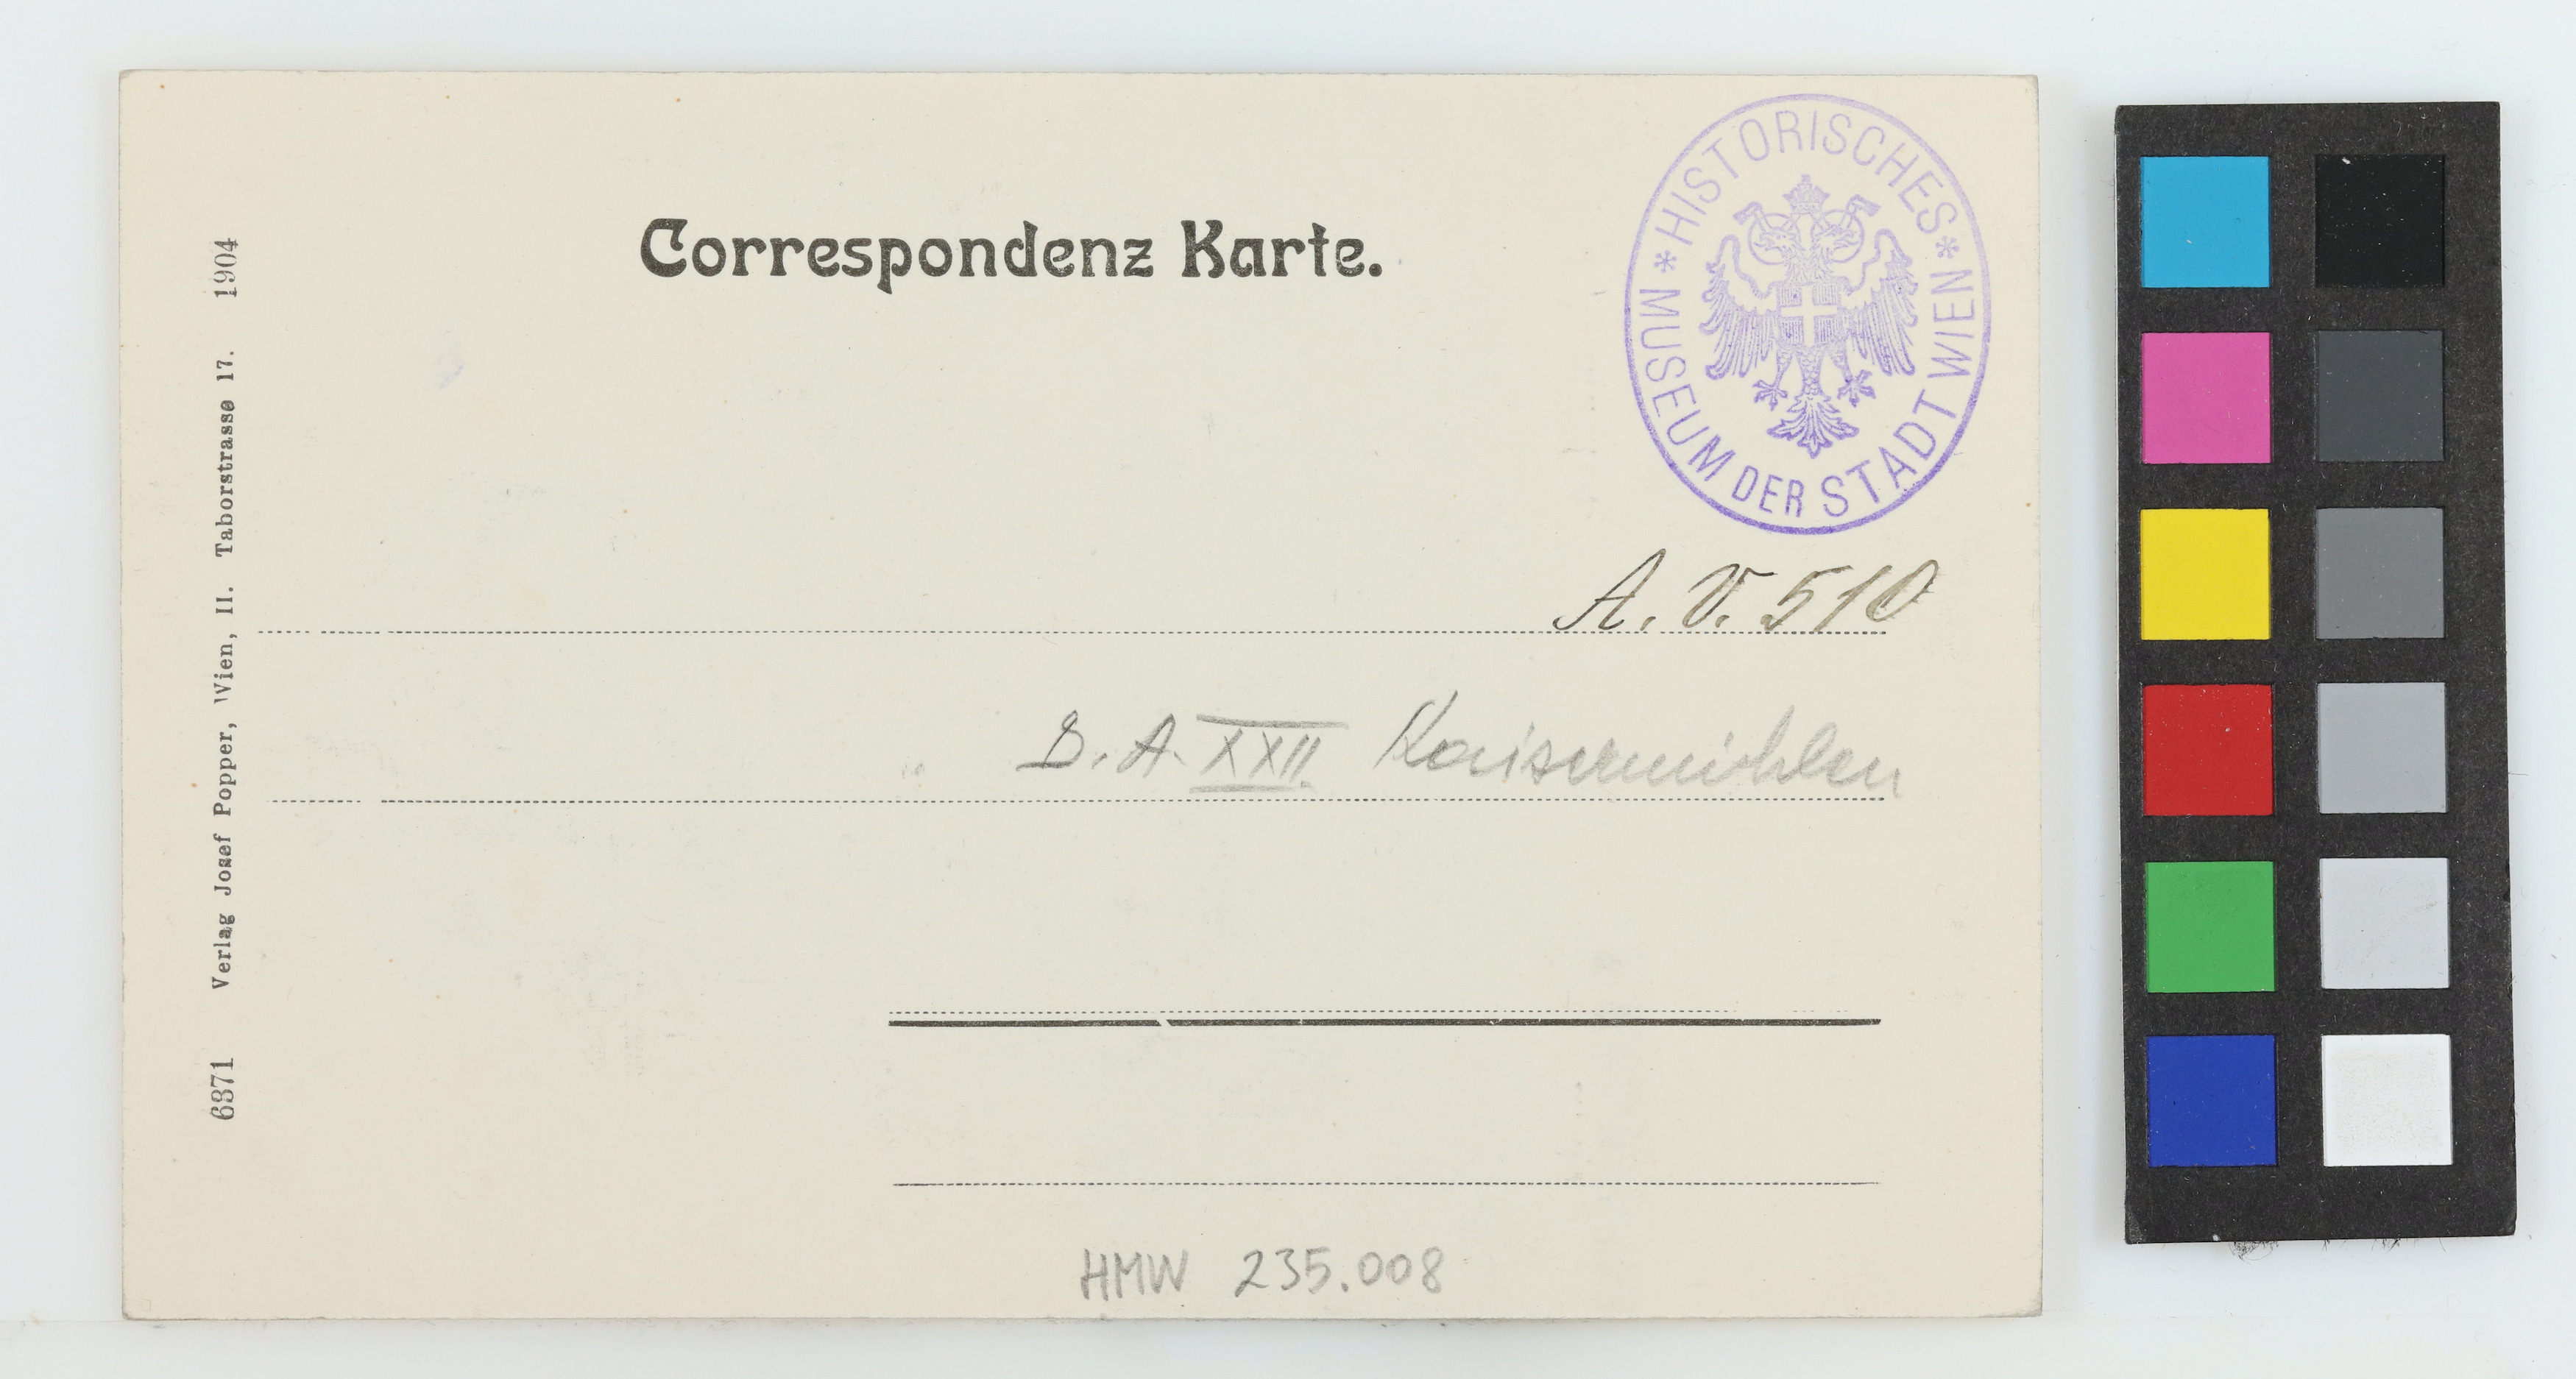 Correspondenz Karte.
* HISTORISCHES *
MUSEUM DER STADT WIEN
A. V. 510
B. A. XXII. Kaisermühlen
HMW 235.008
6371 Verlag Josef Popper, Wien, II. Taborstrasse 17. 1904